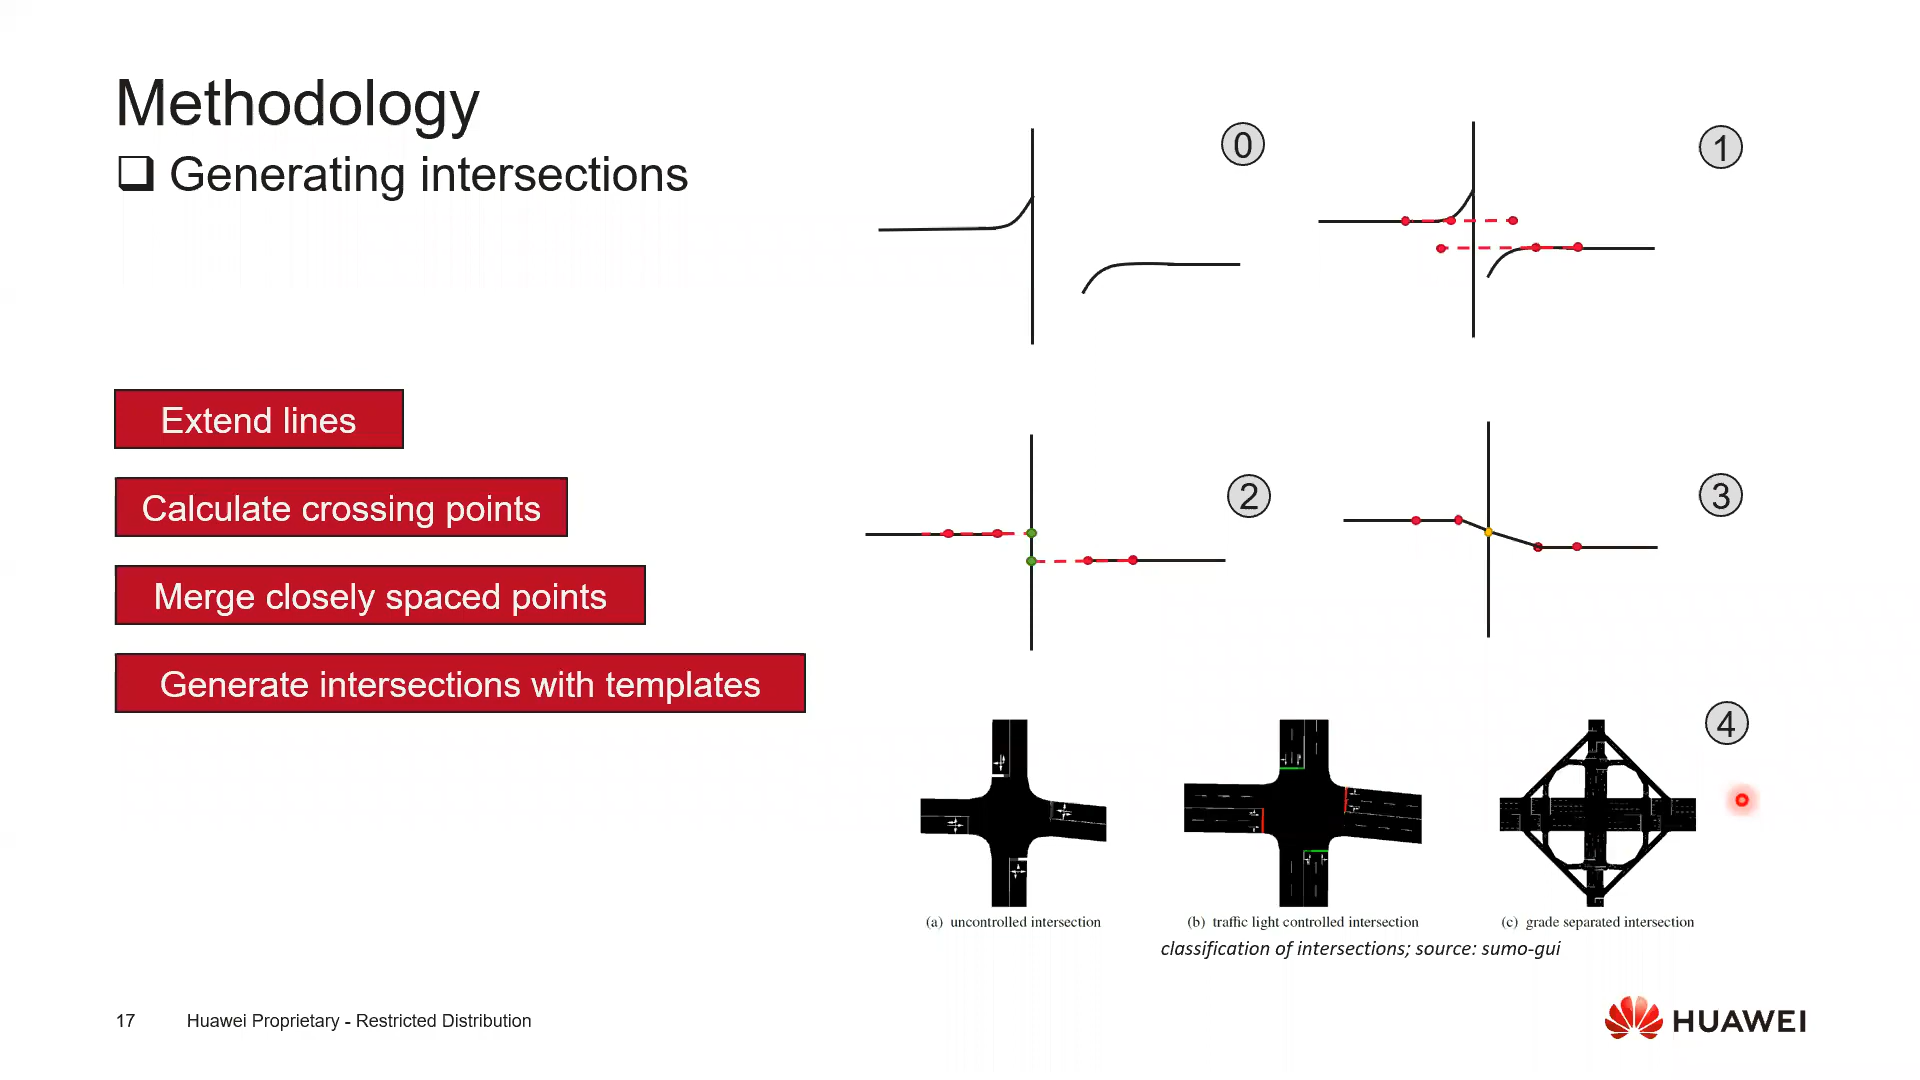 Methodology
Generating intersections
0
1
Extend lines
Calculate crossing points
Merge closely spaced points
Generate intersections with templates
2
3
4
(a) uncontrolled intersection
(b) traffic light controlled intersection
(c) grade separated intersection
classification of intersections; source: sumo-gui
17
Huawei Proprietary - Restricted Distribution
HUAWEI